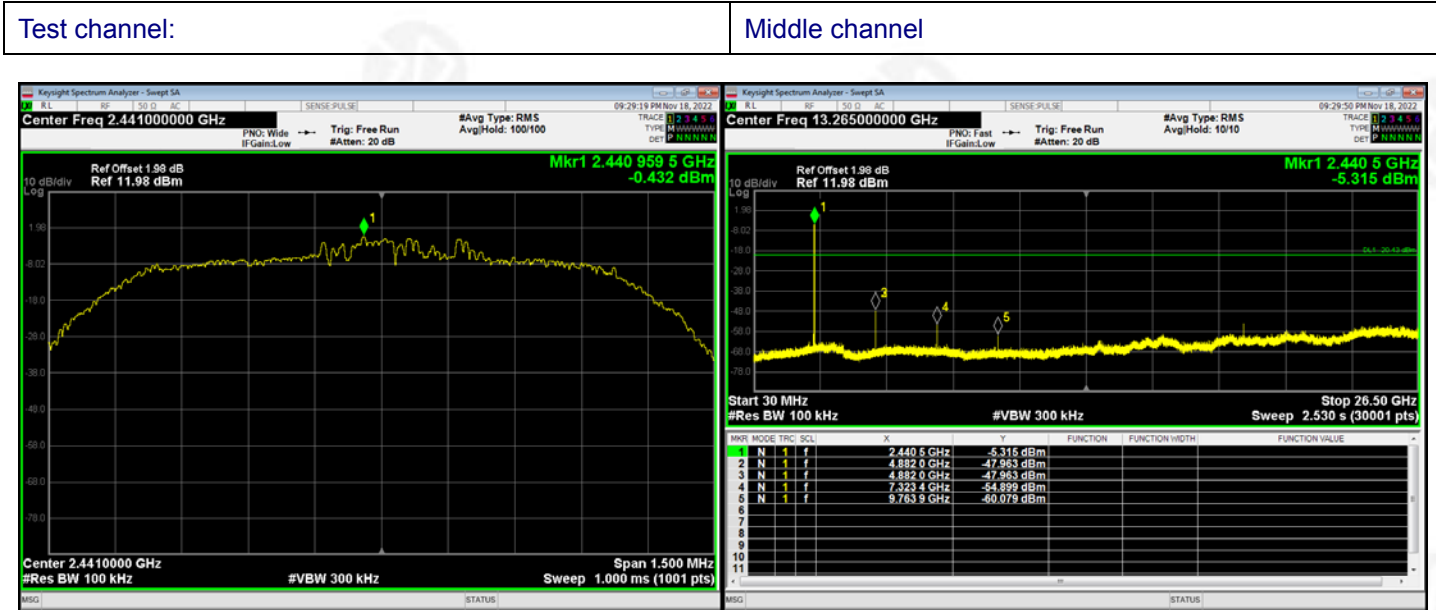 Test channel: Middle channel
Keysight Spectrum Analyzer - Swept SA
RL RF 50 Ω AC SENSE:PULSE 09:29:19 PM Nov 18, 2022
Center Freq 2.441000000 GHz
PNO: Wide
IFGain:Low
Trig: Free Run
#Atten: 20 dB
#Avg Type: RMS
Avg|Hold: 100/100
TRACE 1 2 3 4 5 6
TYPE M WWWWW
DET P N N N N N
Mkr1 2.440 959 5 GHz
-0.432 dBm
Ref Offset 1.98 dB
10 dB/div Ref 11.98 dBm
Log
1
1.98
-8.02
-18.0
-28.0
-38.0
-48.0
-58.0
-68.0
-78.0
Center 2.4410000 GHz Span 1.500 MHz
#Res BW 100 kHz #VBW 300 kHz Sweep 1.000 ms (1001 pts)
MSG STATUS
Keysight Spectrum Analyzer - Swept SA
RL RF 50 Ω AC SENSE:PULSE 09:29:50 PM Nov 18, 2022
Center Freq 13.265000000 GHz
PNO: Fast
IFGain:Low
Trig: Free Run
#Atten: 20 dB
#Avg Type: RMS
Avg|Hold: 10/10
TRACE 1 2 3 4 5 6
TYPE M WWWWW
DET P N N N N N
Mkr1 2.440 5 GHz
-5.315 dBm
Ref Offset 1.98 dB
10 dB/div Ref 11.98 dBm
Log
1
1.98
-8.02
-18.0
DL1 -20.43 dBm
-28.0
-38.0
3
-48.0
4
5
-58.0
-68.0
-78.0
Start 30 MHz Stop 26.50 GHz
#Res BW 100 kHz #VBW 300 kHz Sweep 2.530 s (30001 pts)
MKR MODE TRC SCL X Y FUNCTION FUNCTION WIDTH FUNCTION VALUE
1 N 1 f 2.440 5 GHz -5.315 dBm
2 N 1 f 4.882 0 GHz -47.963 dBm
3 N 1 f 4.882 0 GHz -47.963 dBm
4 N 1 f 7.323 4 GHz -54.899 dBm
5 N 1 f 9.763 9 GHz -60.079 dBm
6
7
8
9
10
11
MSG STATUS